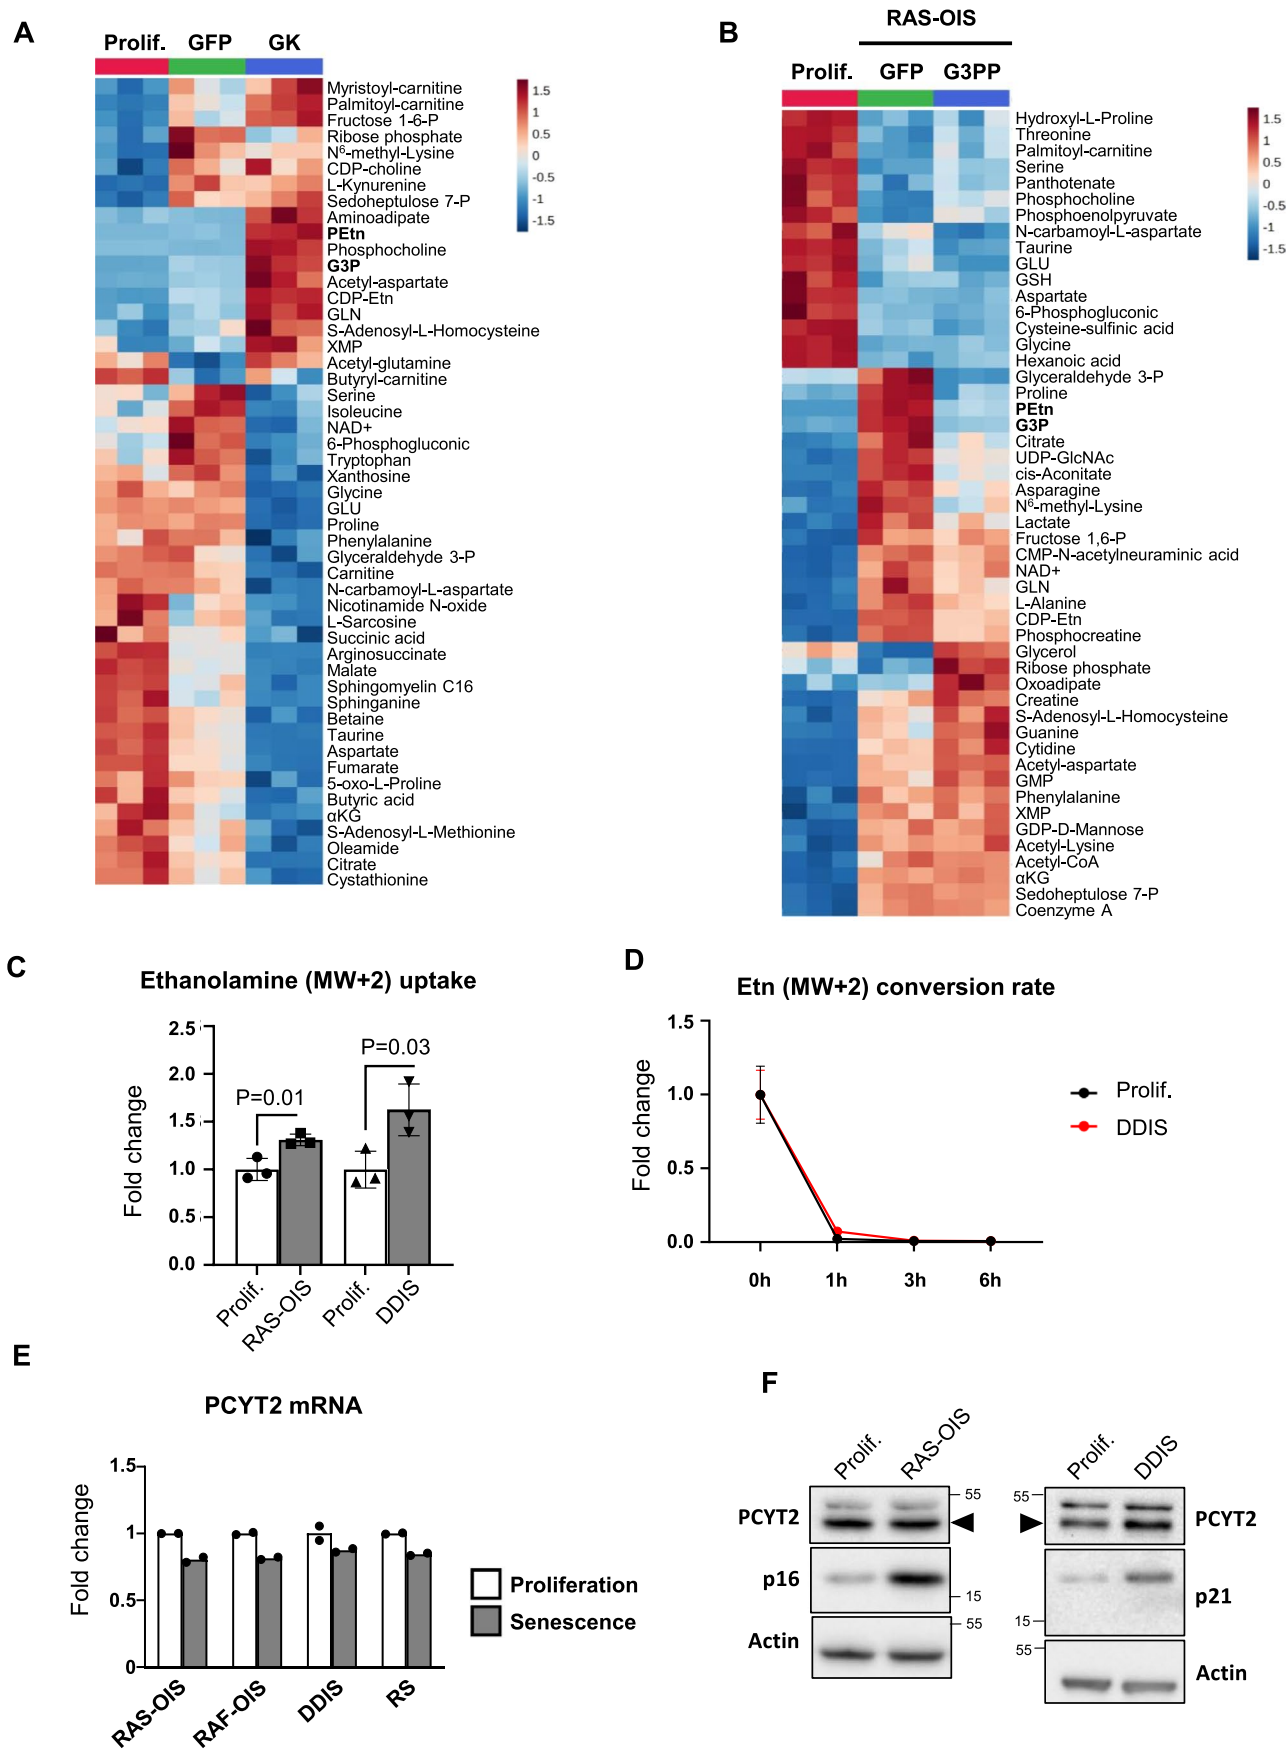 A
Prolif.
GFP
GK
Myristoyl-carnitine
Palmitoyl-carnitine
Fructose 1-6-P
Ribose phosphate
N6-methyl-Lysine
CDP-choline
L-Kynurenine
Sedoheptulose 7-P
Aminoadipate
PEtn
Phosphocholine
G3P
Acetyl-aspartate
CDP-Etn
GLN
S-Adenosyl-L-Homocysteine
XMP
Acetyl-glutamine
Butyryl-carnitine
Serine
Isoleucine
NAD+
6-Phosphogluconic
Tryptophan
Xanthosine
Glycine
GLU
Proline
Phenylalanine
Glyceraldehyde 3-P
Carnitine
N-carbamoyl-L-aspartate
Nicotinamide N-oxide
L-Sarcosine
Succinic acid
Arginosuccinate
Malate
Sphingomyelin C16
Sphinganine
Betaine
Taurine
Aspartate
Fumarate
5-oxo-L-Proline
Butyric acid
αKG
S-Adenosyl-L-Methionine
Oleamide
Citrate
Cystathionine
1.5
1
0.5
0
-0.5
-1
-1.5
B
RAS-OIS
Prolif.
GFP
G3PP
Hydroxyl-L-Proline
Threonine
Palmitoyl-carnitine
Serine
Panthotenate
Phosphocholine
Phosphoenolpyruvate
N-carbamoyl-L-aspartate
Taurine
GLU
GSH
Aspartate
6-Phosphogluconic
Cysteine-sulfinic acid
Glycine
Hexanoic acid
Glyceraldehyde 3-P
Proline
PEtn
G3P
Citrate
UDP-GlcNAc
cis-Aconitate
Asparagine
N6-methyl-Lysine
Lactate
Fructose 1,6-P
CMP-N-acetylneuraminic acid
NAD+
GLN
L-Alanine
CDP-Etn
Phosphocreatine
Glycerol
Ribose phosphate
Oxoadipate
Creatine
S-Adenosyl-L-Homocysteine
Guanine
Cytidine
Acetyl-aspartate
GMP
Phenylalanine
XMP
GDP-D-Mannose
Acetyl-Lysine
Acetyl-CoA
αKG
Sedoheptulose 7-P
Coenzyme A
1.5
1
0.5
0
-0.5
-1
-1.5
C
Ethanolamine (MW+2) uptake
Fold change
2.5
2.0
1.5
1.0
0.5
0.0
P=0.01
P=0.03
Prolif.
RAS-OIS
Prolif.
DDIS
D
Etn (MW+2) conversion rate
Fold change
1.5
1.0
0.5
0.0
0h
1h
3h
6h
Prolif.
DDIS
E
PCYT2 mRNA
Fold change
1.5
1
0.5
0
RAS-OIS
RAF-OIS
DDIS
RS
Proliferation
Senescence
F
Prolif.
RAS-OIS
PCYT2
55
p16
15
55
Actin
Prolif.
DDIS
55
PCYT2
p21
15
55
Actin